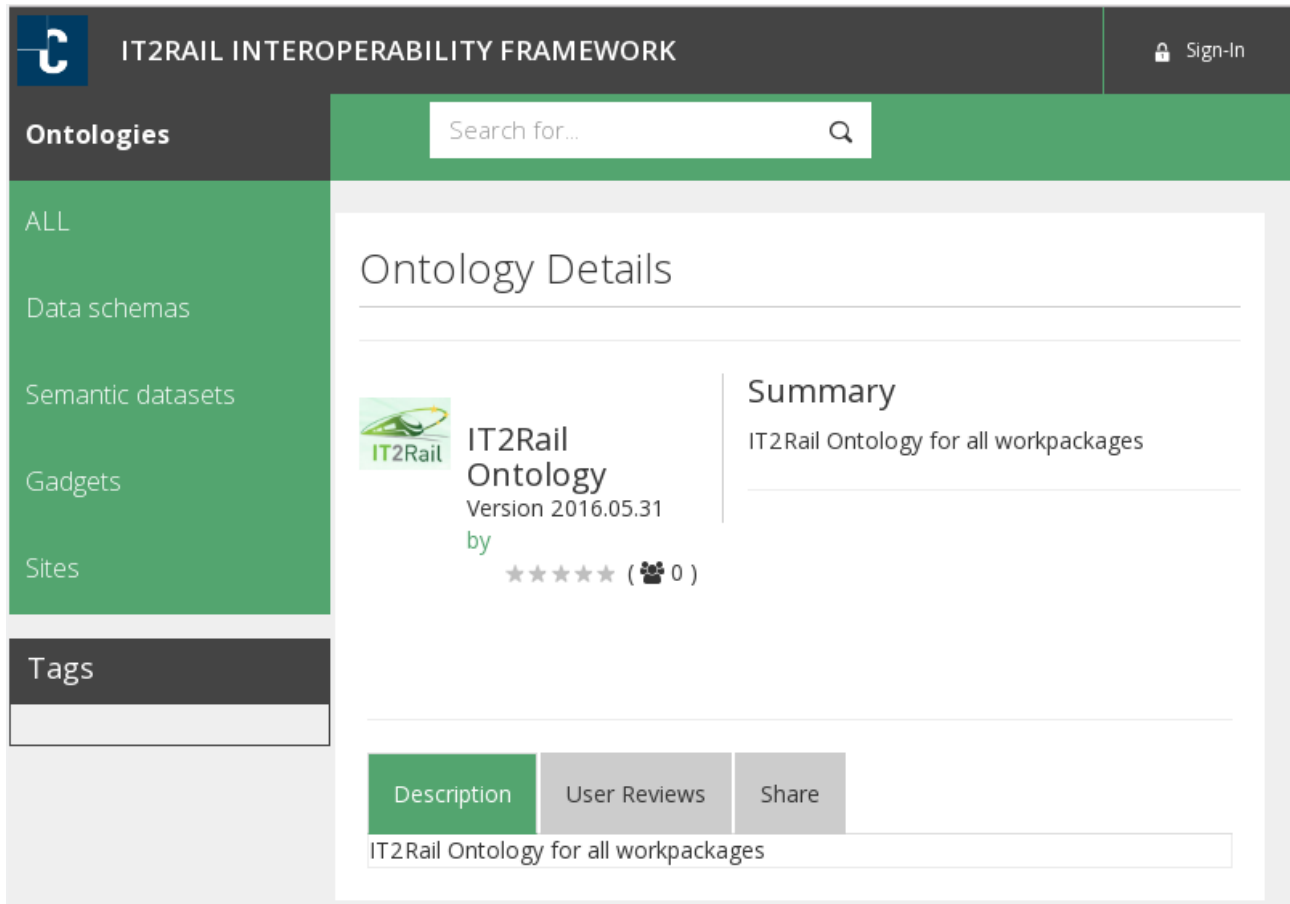 IT2RAIL INTEROPERABILITY FRAMEWORK
Sign-In
Ontologies
Search for...
ALL
Data schemas
Semantic datasets
Gadgets
Sites
Tags
Ontology Details
IT2Rail
IT2Rail
Ontology
Version 2016.05.31
by
( 0 )
Summary
IT2Rail Ontology for all workpackages
Description
User Reviews
Share
IT2Rail Ontology for all workpackages